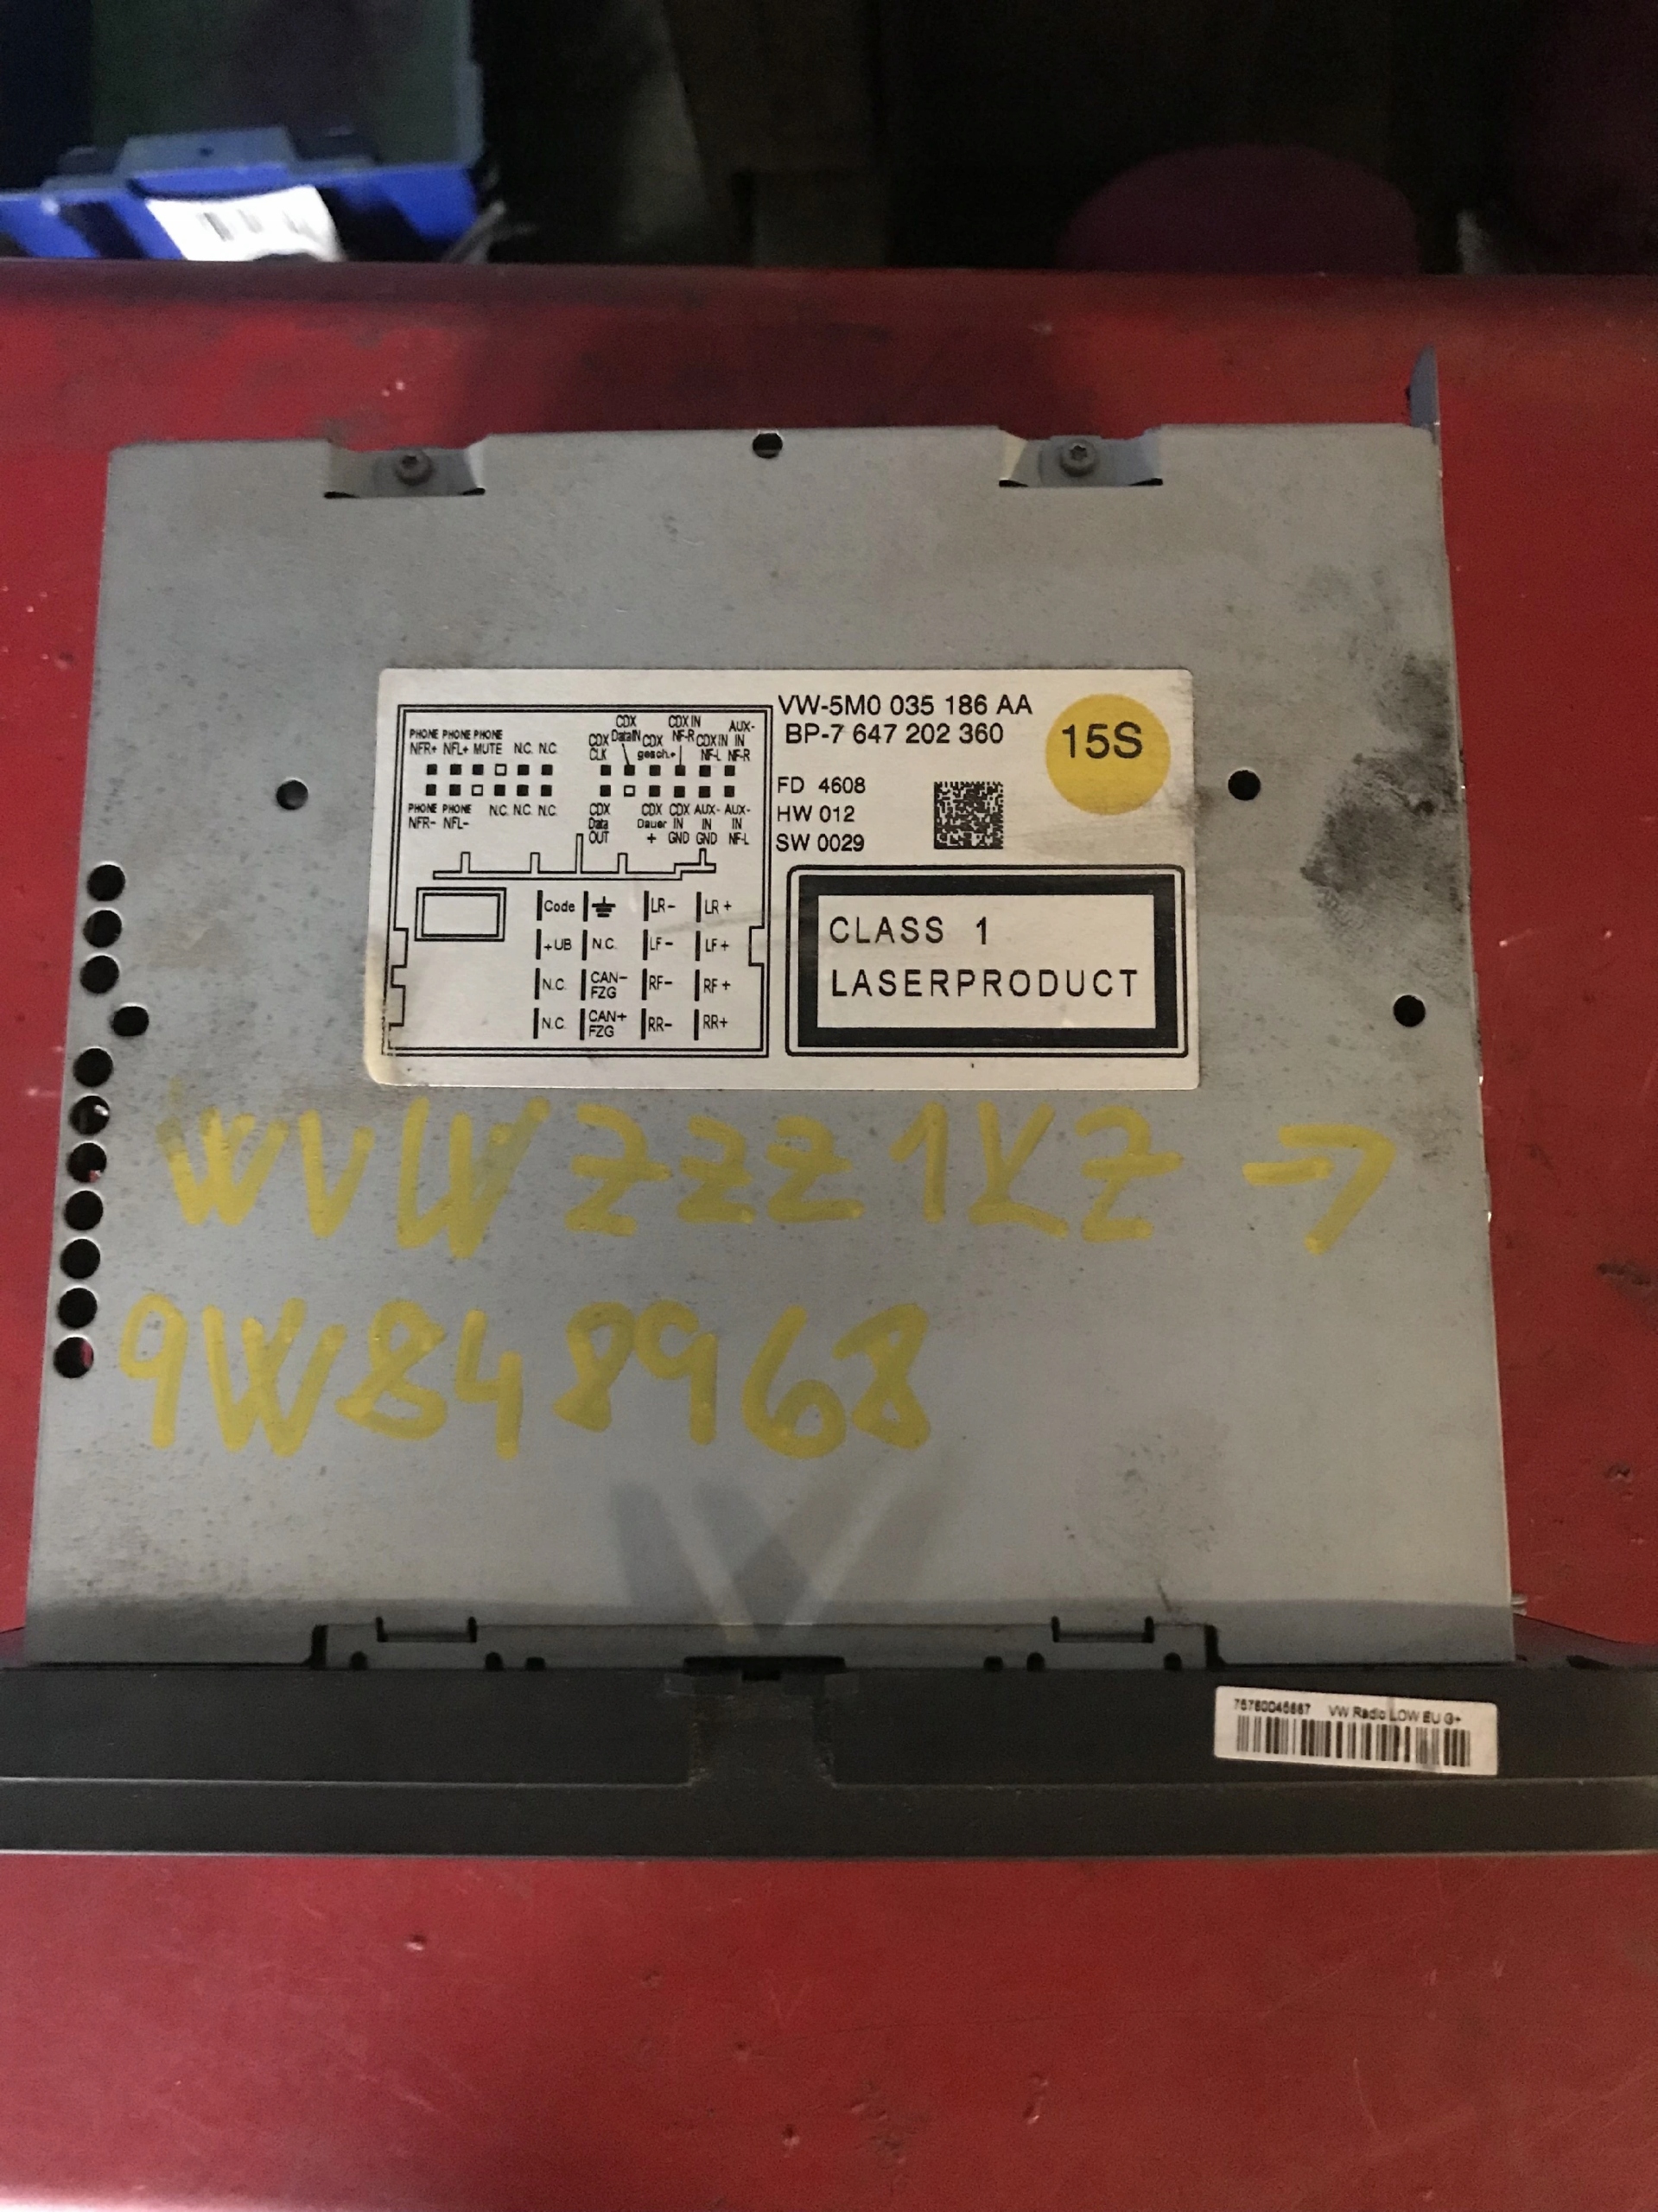 VW-5M0 035 186 AA
BP-7 647 202 360
15S
FD 4608
HW 012
SW 0029
CLASS 1
LASERPRODUCT
PHONE PHONE PHONE
NFR+ NFL+ MUTE N.C. N.C.
PHONE PHONE N.C. N.C. N.C.
NFR- NFL-
CDX CLK
CDX Data IN
CDX gesch.+
CDX IN NF-R
CDX IN NF-L
AUX-IN NF-R
CDX Data OUT
CDX Dauer +
CDX IN GND
AUX-IN GND
AUX-IN NF-L
Code LR- LR+
+UB N.C. LF- LF+
N.C. CAN- FZG RF- RF+
N.C. CAN+ FZG RR- RR+
WVWZZZ1KZ →
9W848968
VW Radio LOW EU G+